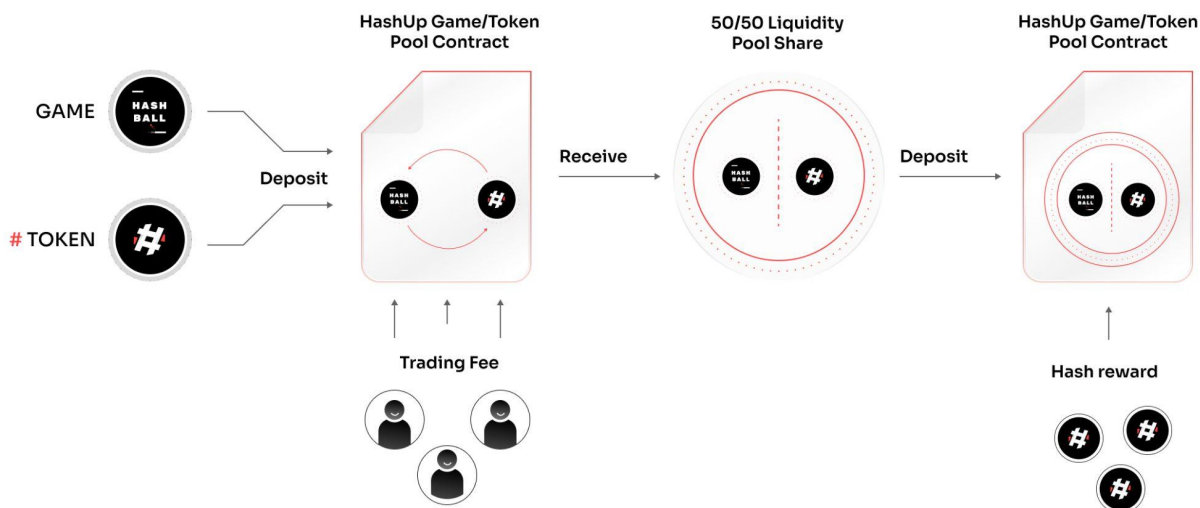 HashUp Game/Token
Pool Contract
50/50 Liquidity
Pool Share
HashUp Game/Token
Pool Contract
GAME
HASH
BALL
Deposit
# TOKEN
#
HASH
BALL
#
Receive
HASH
BALL
#
Deposit
HASH
BALL
#
Trading Fee
Hash reward
#
#
#